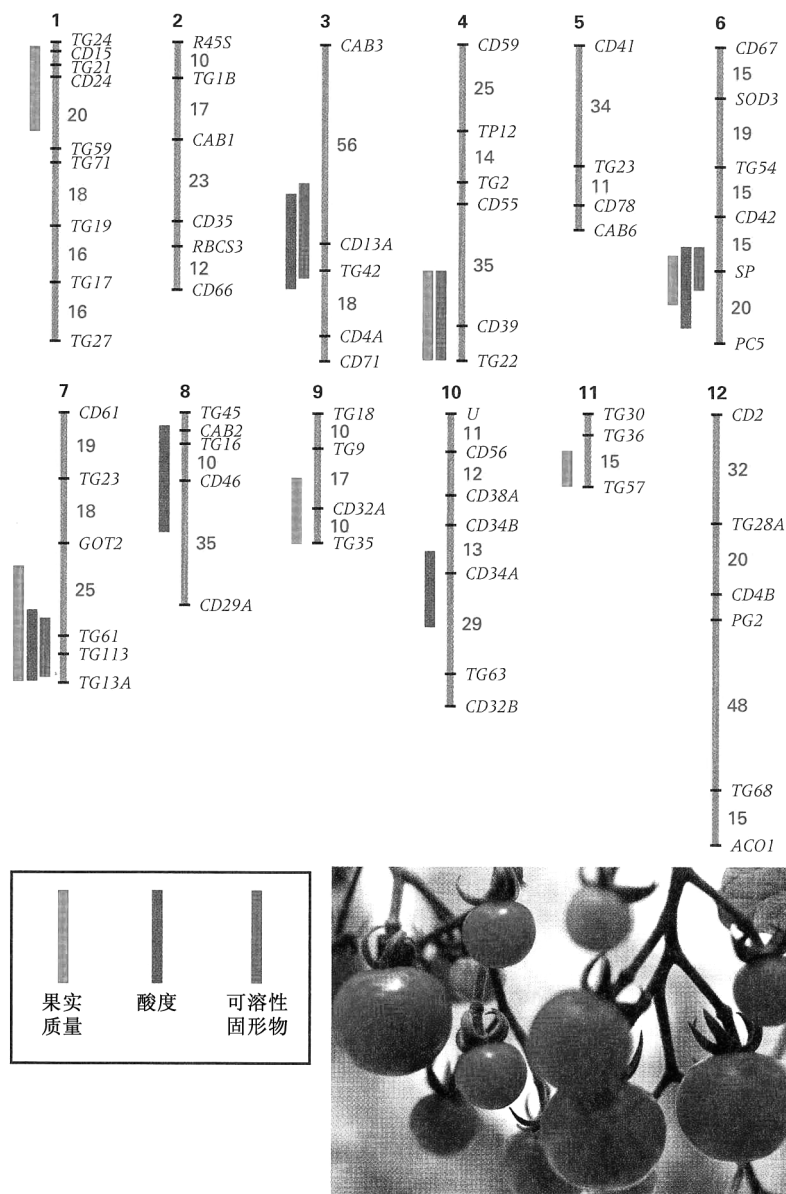 1
TG24
CD15
TG21
CD24
20
TG59
TG71
18
TG19
16
TG17
16
TG27
2
R45S
10
TG1B
17
CAB1
23
CD35
RBCS3
12
CD66
3
CAB3
56
CD13A
TG42
18
CD4A
CD71
4
CD59
25
TP12
14
TG2
CD55
35
CD39
TG22
5
CD41
34
TG23
11
CD78
CAB6
6
CD67
15
SOD3
19
TG54
15
CD42
15
SP
20
PC5
7
CD61
19
TG23
18
GOT2
25
TG61
TG113
TG13A
8
TG45
CAB2
TG16
10
CD46
35
CD29A
9
TG18
10
TG9
17
CD32A
10
TG35
10
U
11
CD56
12
CD38A
CD34B
13
CD34A
29
TG63
CD32B
11
TG30
TG36
15
TG57
12
CD2
32
TG28A
20
CD4B
PG2
48
TG68
15
ACO1
果实
质量
酸度
可溶性
固形物